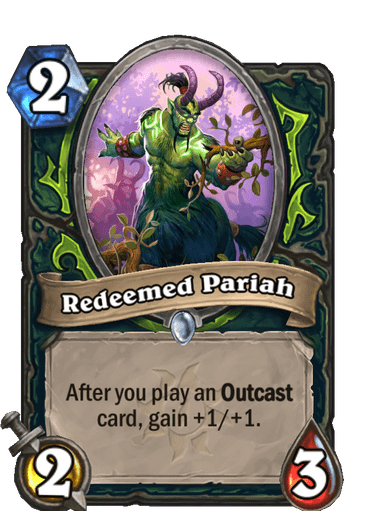 2
Redeemed Pariah
After you play an Outcast
card, gain +1/+1.
2
3